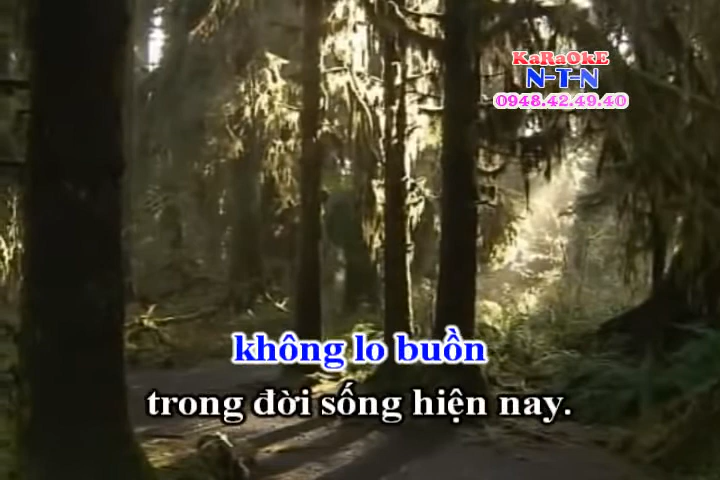 KaRaOkE
N-T-N
0948.42.49.40
không lo buồn
trong đời sống hiện nay.